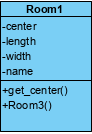 Room1
-center
-length
-width
-name
+get_center()
+Room3()